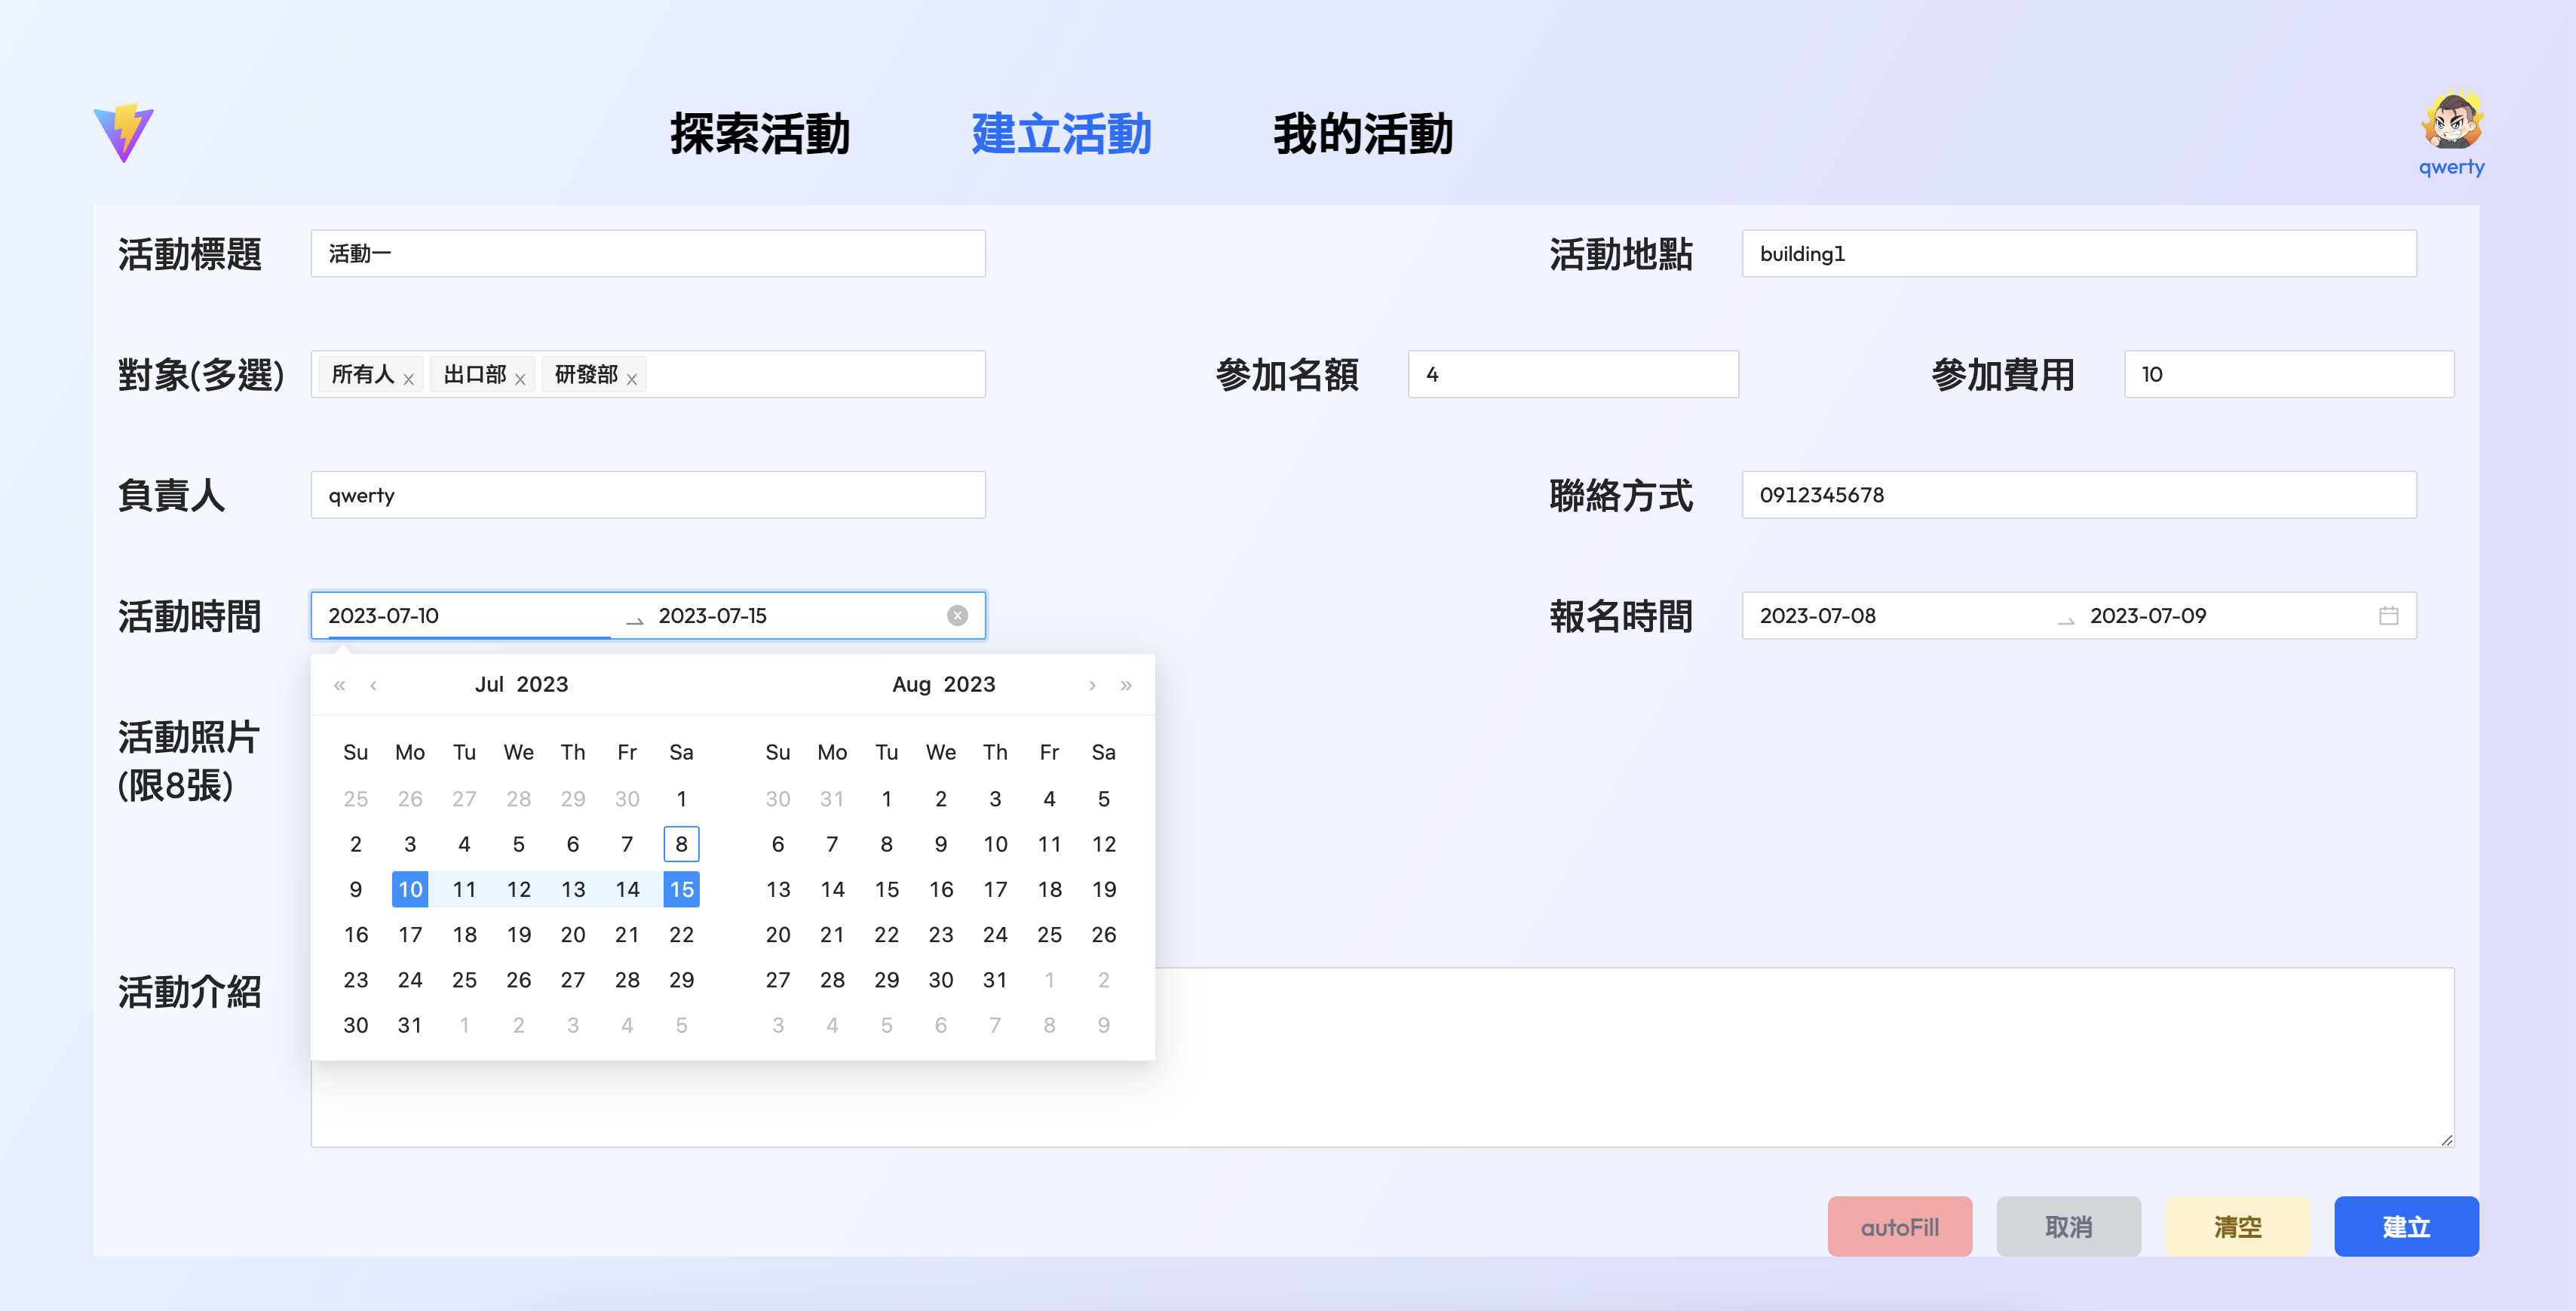 探索活動 建立活動 我的活動
qwerty
活動標題 活動一 活動地點 building1
對象(多選) 所有人 x 出口部 x 研發部 x 參加名額 4 參加費用 10
負責人 qwerty 聯絡方式 0912345678
活動時間 2023-07-10 → 2023-07-15 報名時間 2023-07-08 → 2023-07-09
« ‹ Jul 2023 Aug 2023 › »
活動照片
(限8張)
Su Mo Tu We Th Fr Sa Su Mo Tu We Th Fr Sa
25 26 27 28 29 30 1 30 31 1 2 3 4 5
2 3 4 5 6 7 8 6 7 8 9 10 11 12
9 10 11 12 13 14 15 13 14 15 16 17 18 19
16 17 18 19 20 21 22 20 21 22 23 24 25 26
23 24 25 26 27 28 29 27 28 29 30 31 1 2
30 31 1 2 3 4 5 3 4 5 6 7 8 9
活動介紹
autoFill 取消 清空 建立